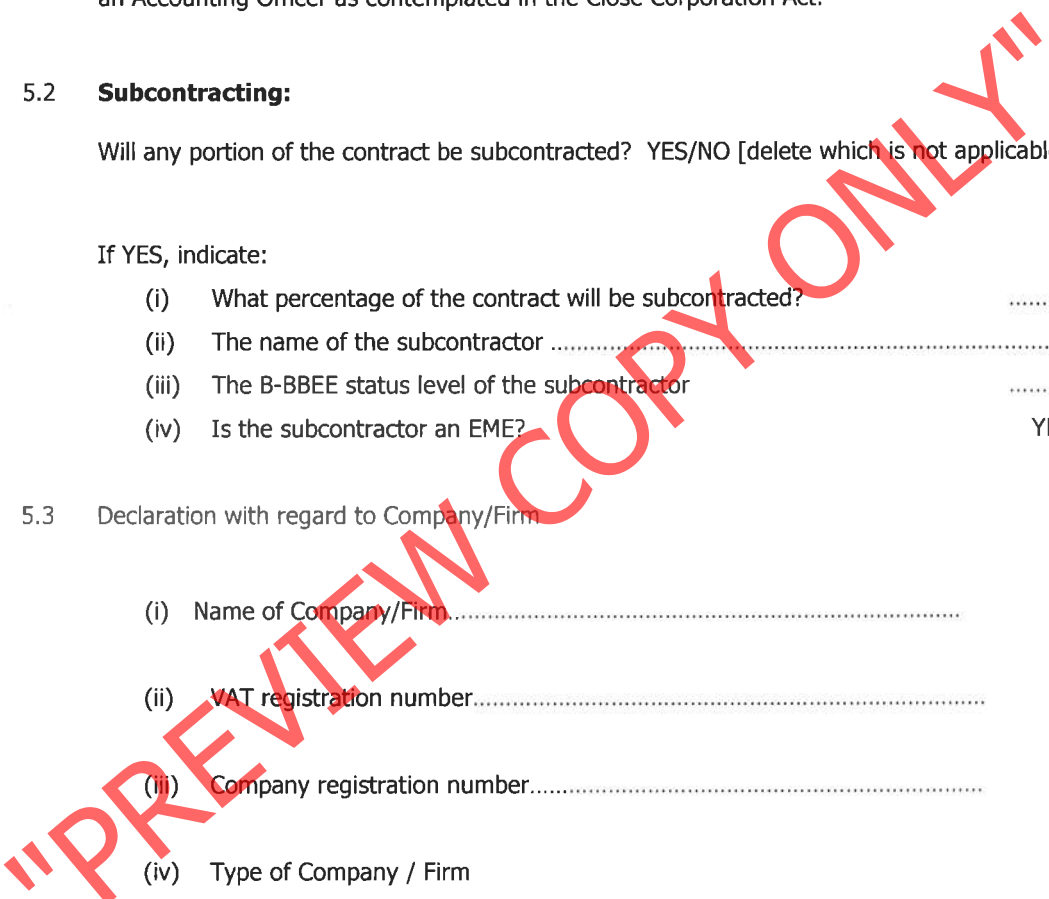 an Accounting Officer as contemplated in the Close Corporation Act.
5.2 Subcontracting:
Will any portion of the contract be subcontracted? YES/NO [delete which is not applicabl
If YES, indicate:
(i) What percentage of the contract will be subcontracted? ......
(ii) The name of the subcontractor ..........................................................................................
(iii) The B-BBEE status level of the subcontractor ......
(iv) Is the subcontractor an EME? YE
5.3 Declaration with regard to Company/Firm
(i) Name of Company/Firm..........................................................................................
(ii) VAT registration number..........................................................................................
(iii) Company registration number................................................................................
(iv) Type of Company / Firm
"PREVIEW COPY ONLY"